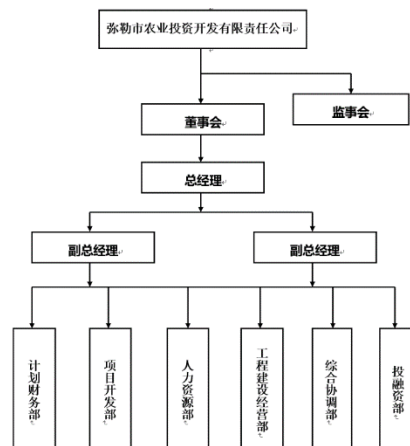 弥勒市农业投资开发有限责任公司
监事会
董事会
总经理
副总经理
副总经理
计划财务部
项目开发部
人力资源部
工程建设经营部
综合协调部
投融资部